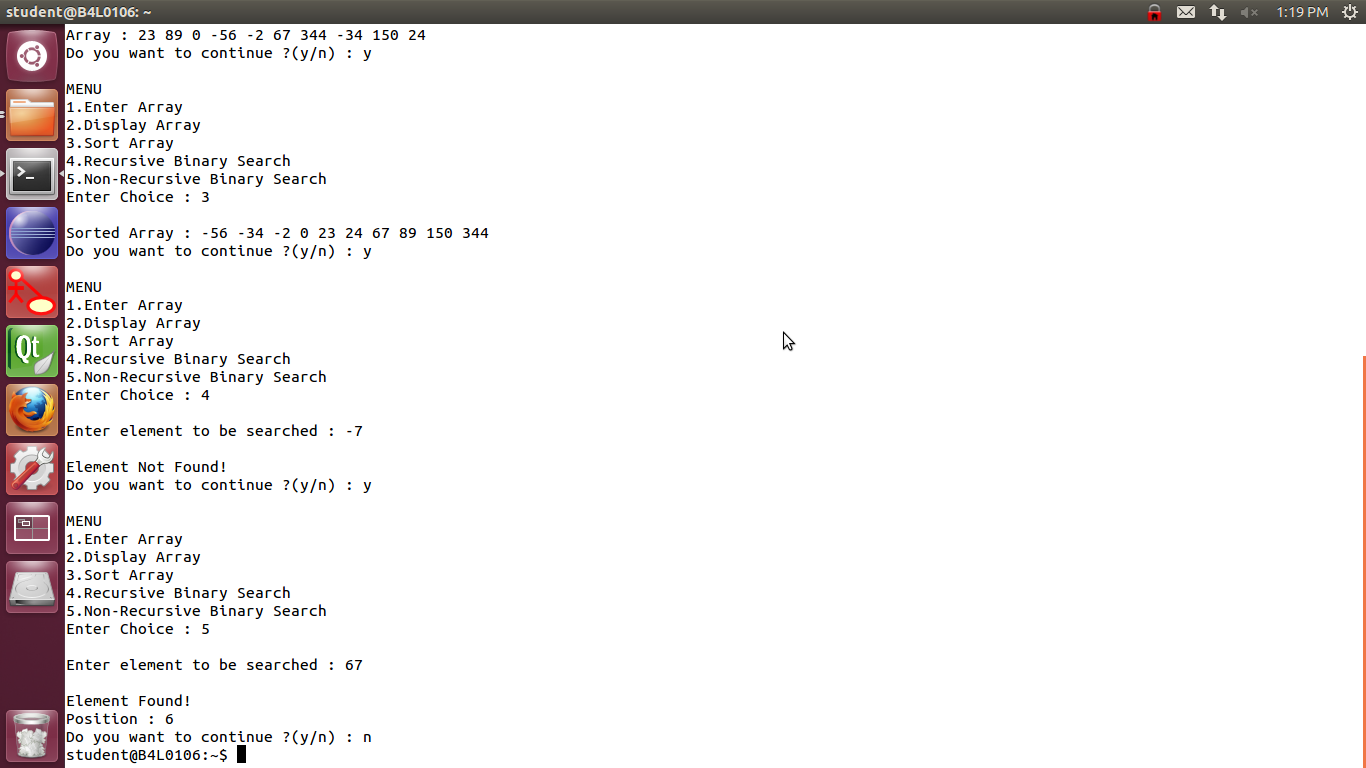 student@B4L0106: ~
1:19 PM
Array : 23 89 0 -56 -2 67 344 -34 150 24
Do you want to continue ?(y/n) : y
MENU
1.Enter Array
2.Display Array
3.Sort Array
4.Recursive Binary Search
5.Non-Recursive Binary Search
Enter Choice : 3
Sorted Array : -56 -34 -2 0 23 24 67 89 150 344
Do you want to continue ?(y/n) : y
MENU
1.Enter Array
2.Display Array
3.Sort Array
4.Recursive Binary Search
5.Non-Recursive Binary Search
Enter Choice : 4
Enter element to be searched : -7
Element Not Found!
Do you want to continue ?(y/n) : y
MENU
1.Enter Array
2.Display Array
3.Sort Array
4.Recursive Binary Search
5.Non-Recursive Binary Search
Enter Choice : 5
Enter element to be searched : 67
Element Found!
Position : 6
Do you want to continue ?(y/n) : n
student@B4L0106:~$
Qt